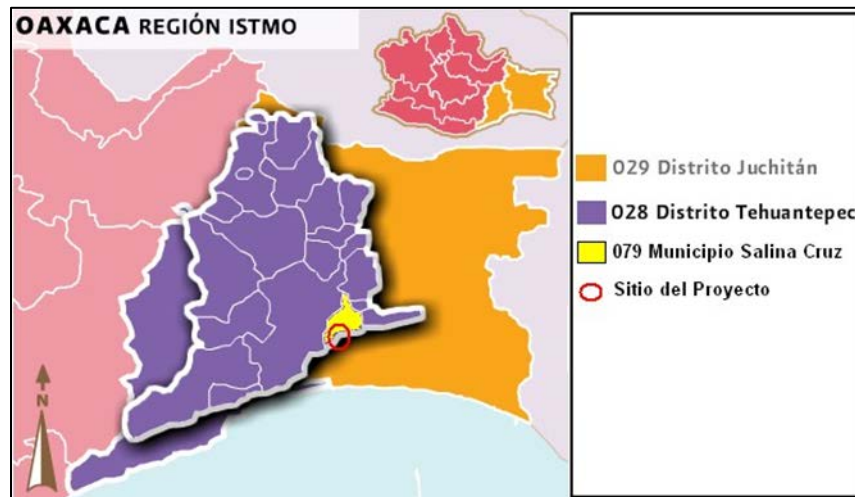 OAXACA REGIÓN ISTMO
029 Distrito Juchitán
028 Distrito Tehuantepec
079 Municipio Salina Cruz
Sitio del Proyecto
N